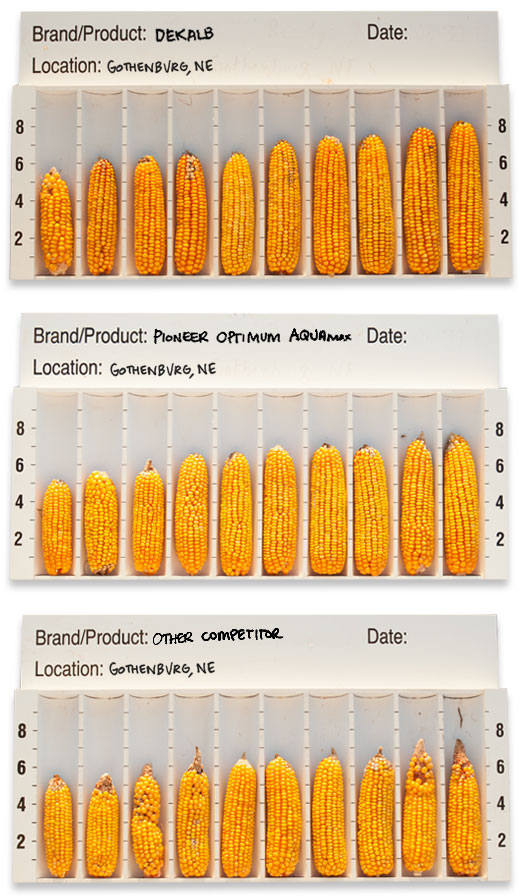 Brand/Product: DEKALB Date:
Location: GOTHENBURG, NE
8 8
6 6
4 4
2 2
Brand/Product: PIONEER OPTIMUM AQUAMAX Date:
Location: GOTHENBURG, NE
8 8
6 6
4 4
2 2
Brand/Product: OTHER COMPETITOR Date:
Location: GOTHENBURG, NE
8 8
6 6
4 4
2 2